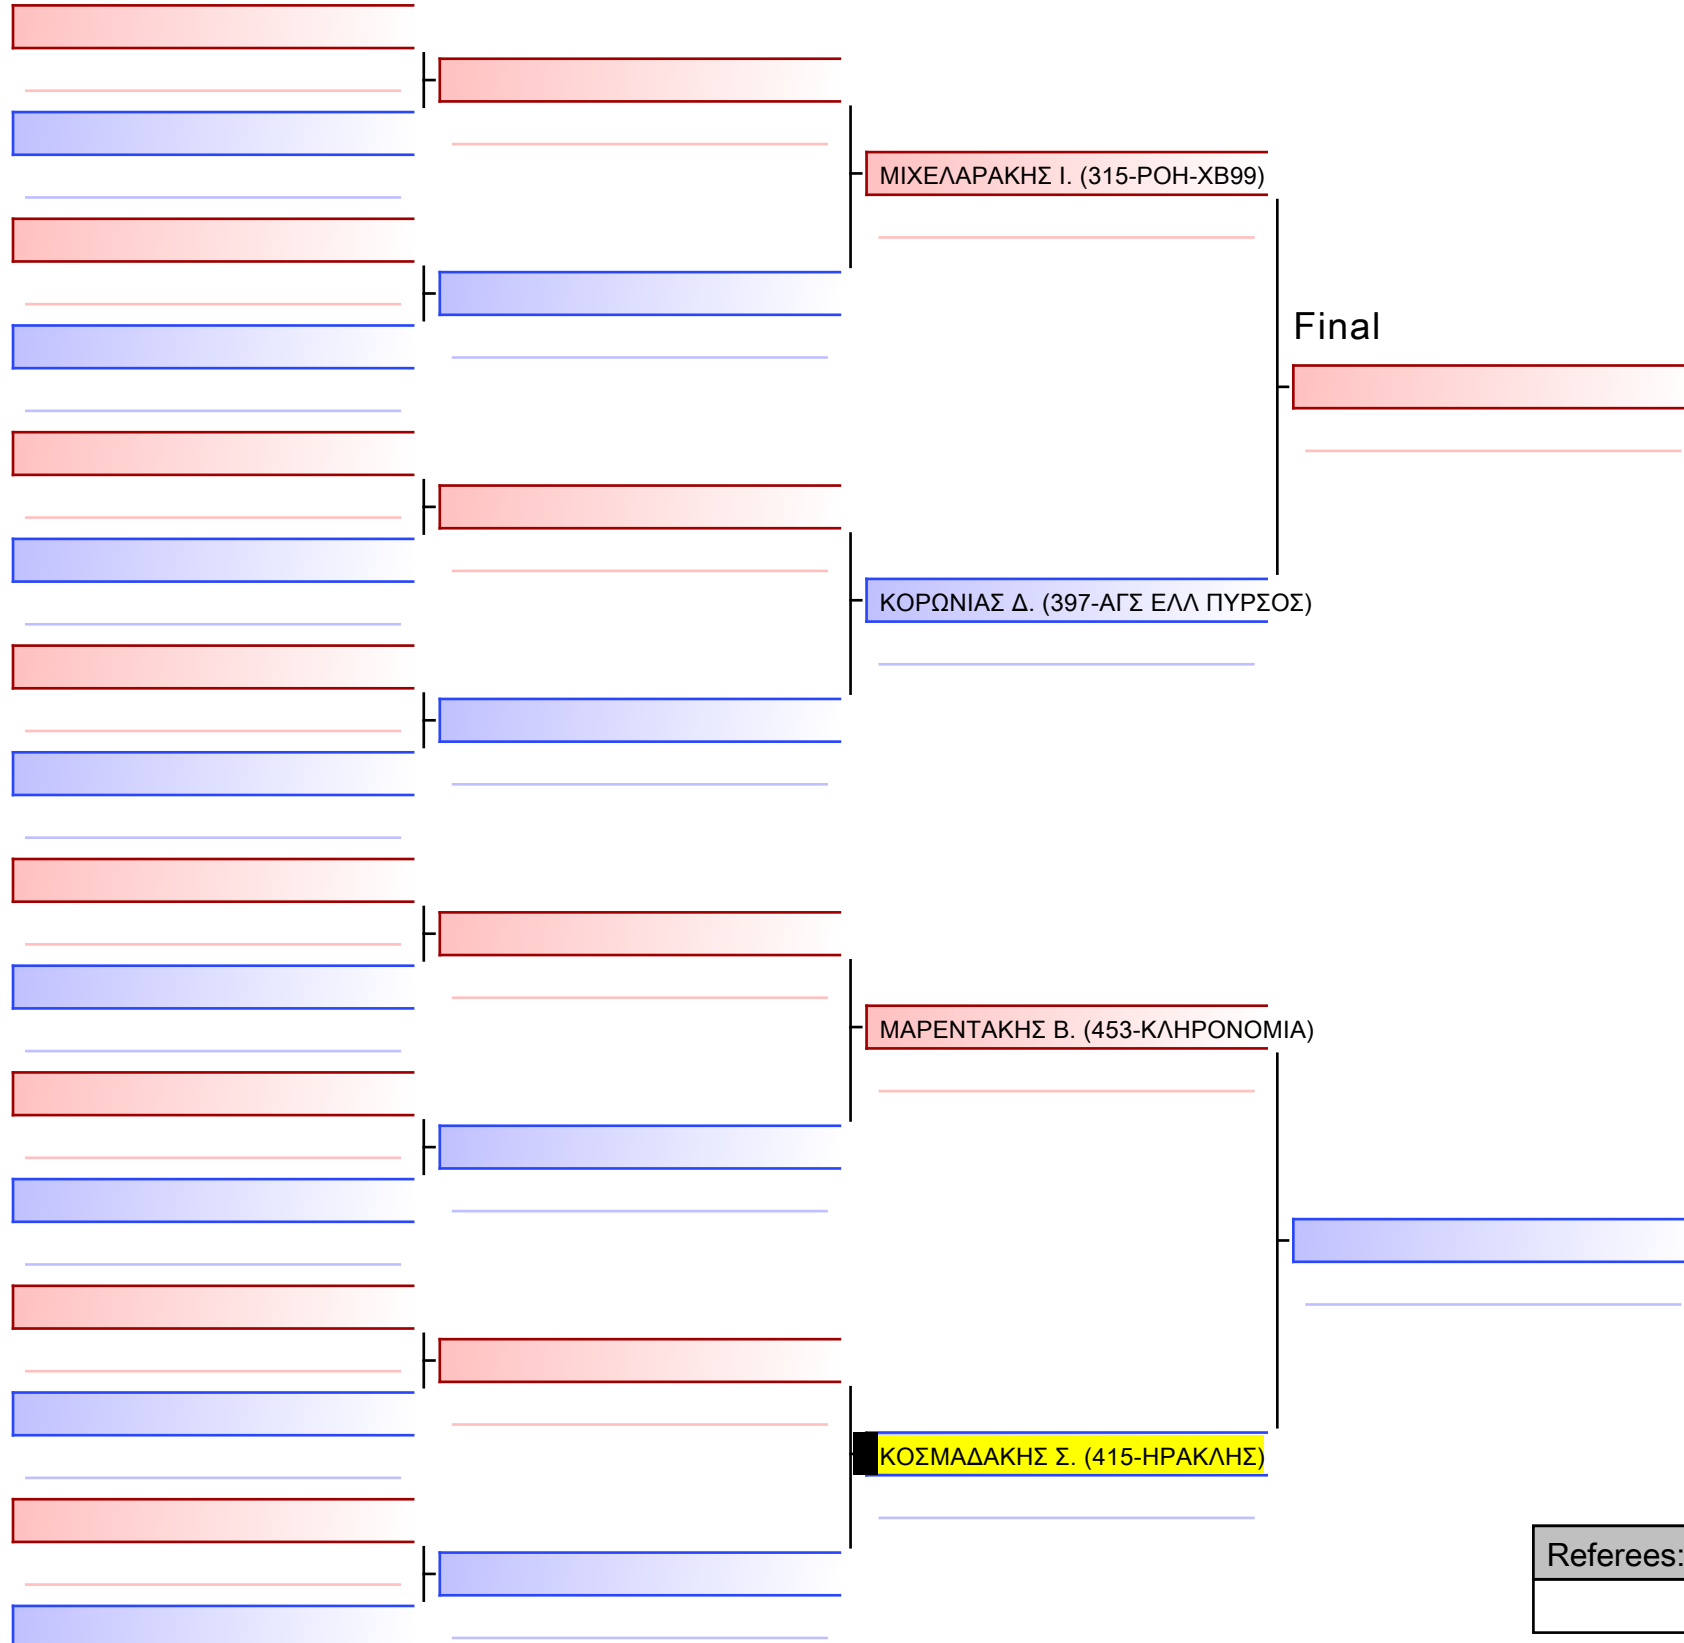 ΜΙΧΕΛΑΡΑΚΗΣ Ι. (315-ΡΟΗ-ΧΒ99)
Final
ΚΟΡΩΝΙΑΣ Δ. (397-ΑΓΣ ΕΛΛ ΠΥΡΣΟΣ)
ΜΑΡΕΝΤΑΚΗΣ Β. (453-ΚΛΗΡΟΝΟΜΙΑ)
ΚΟΣΜΑΔΑΚΗΣ Σ. (415-ΗΡΑΚΛΗΣ)
Referees: